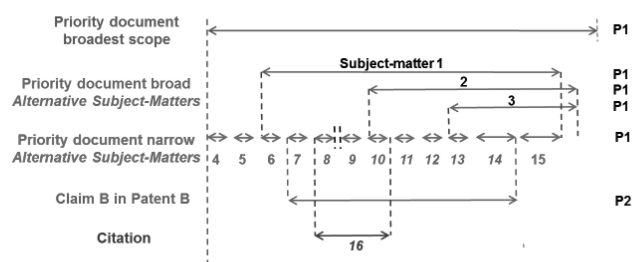 Priority document
broadest scope
P1
Subject-matter 1
P1
Priority document broad
2
P1
Alternative Subject-Matters
3
P1
Priority document narrow
P1
Alternative Subject-Matters
4 5 6 7 8 9 10 11 12 13 14 15
Claim B in Patent B
P2
Citation
16